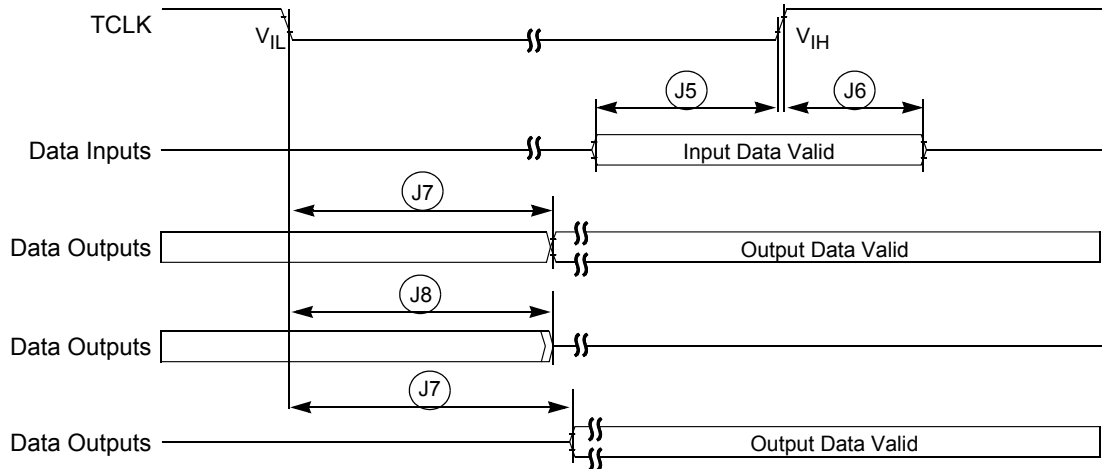 TCLK
VIL
VIH
J5
J6
Data Inputs
Input Data Valid
J7
Data Outputs
Output Data Valid
J8
Data Outputs
J7
Data Outputs
Output Data Valid